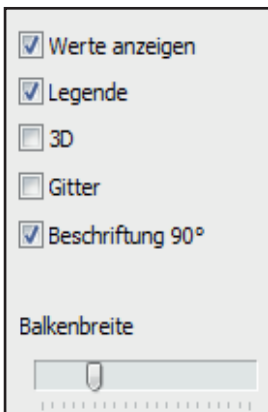 Werte anzeigen
Legende
3D
Gitter
Beschriftung 90°
Balkenbreite